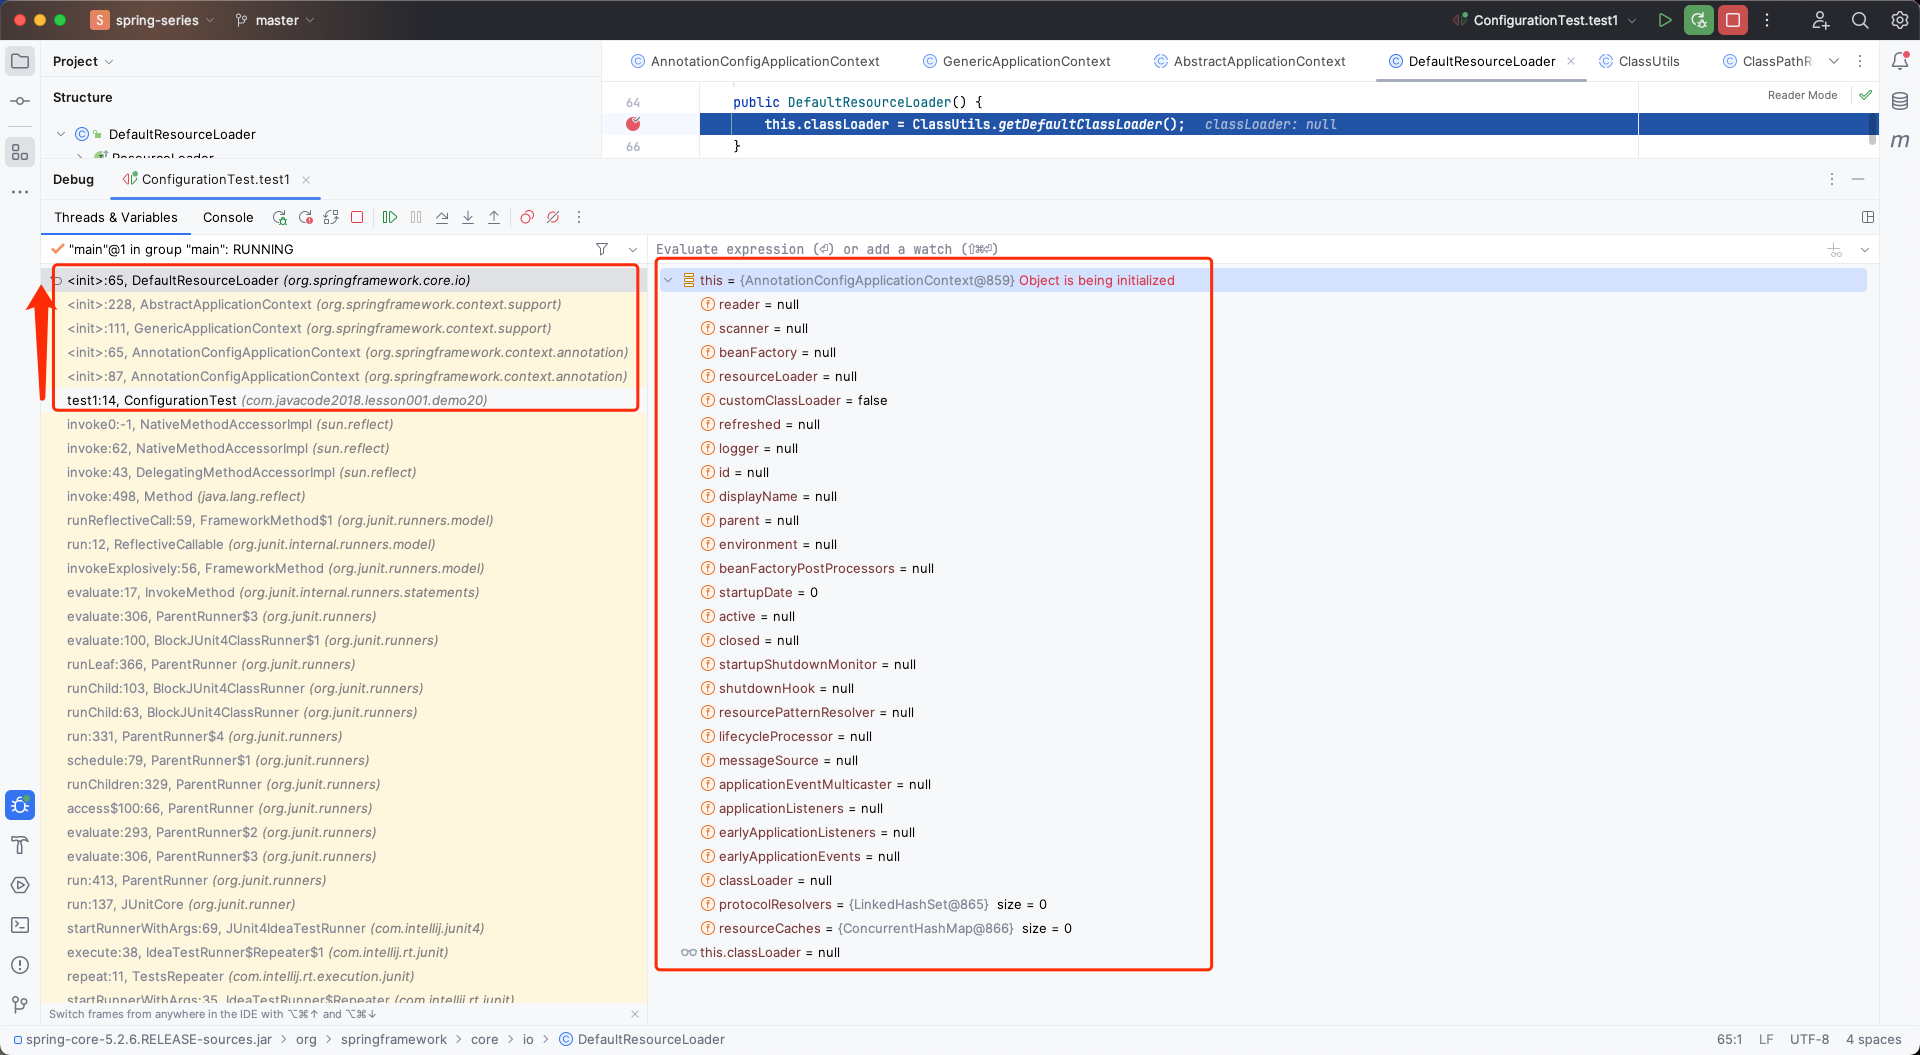 S spring-series master ConfigurationTest.test1
Project
AnnotationConfigApplicationContext GenericApplicationContext AbstractApplicationContext DefaultResourceLoader ClassUtils ClassPathR
Structure
DefaultResourceLoader
ResourceLoader
Reader Mode
64 public DefaultResourceLoader() {
this.classLoader = ClassUtils.getDefaultClassLoader(); classLoader: null
66 }
Debug ConfigurationTest.test1
Threads & Variables Console
"main"@1 in group "main": RUNNING
<init>:65, DefaultResourceLoader (org.springframework.core.io)
<init>:228, AbstractApplicationContext (org.springframework.context.support)
<init>:111, GenericApplicationContext (org.springframework.context.support)
<init>:65, AnnotationConfigApplicationContext (org.springframework.context.annotation)
<init>:87, AnnotationConfigApplicationContext (org.springframework.context.annotation)
test1:14, ConfigurationTest (com.javacode2018.lesson001.demo20)
invoke0:-1, NativeMethodAccessorImpl (sun.reflect)
invoke:62, NativeMethodAccessorImpl (sun.reflect)
invoke:43, DelegatingMethodAccessorImpl (sun.reflect)
invoke:498, Method (java.lang.reflect)
runReflectiveCall:59, FrameworkMethod$1 (org.junit.runners.model)
run:12, ReflectiveCallable (org.junit.internal.runners.model)
invokeExplosively:56, FrameworkMethod (org.junit.runners.model)
evaluate:17, InvokeMethod (org.junit.internal.runners.statements)
evaluate:306, ParentRunner$3 (org.junit.runners)
evaluate:100, BlockJUnit4ClassRunner$1 (org.junit.runners)
runLeaf:366, ParentRunner (org.junit.runners)
runChild:103, BlockJUnit4ClassRunner (org.junit.runners)
runChild:63, BlockJUnit4ClassRunner (org.junit.runners)
run:331, ParentRunner$4 (org.junit.runners)
schedule:79, ParentRunner$1 (org.junit.runners)
runChildren:329, ParentRunner (org.junit.runners)
access$100:66, ParentRunner (org.junit.runners)
evaluate:293, ParentRunner$2 (org.junit.runners)
evaluate:306, ParentRunner$3 (org.junit.runners)
run:413, ParentRunner (org.junit.runners)
run:137, JUnitCore (org.junit.runner)
startRunnerWithArgs:69, JUnit4IdeaTestRunner (com.intellij.junit4)
execute:38, IdeaTestRunner$Repeater$1 (com.intellij.rt.junit)
repeat:11, TestsRepeater (com.intellij.rt.execution.junit)
startRunnerWithArgs:35, IdeaTestRunner$Repeater (com.intellij.rt.junit)
Switch frames from anywhere in the IDE with ⌥⌘↑ and ⌥⌘↓
Evaluate expression (⏎) or add a watch (⇧⌘⏎)
this = {AnnotationConfigApplicationContext@859} Object is being initialized
reader = null
scanner = null
beanFactory = null
resourceLoader = null
customClassLoader = false
refreshed = null
logger = null
id = null
displayName = null
parent = null
environment = null
beanFactoryPostProcessors = null
startupDate = 0
active = null
closed = null
startupShutdownMonitor = null
shutdownHook = null
resourcePatternResolver = null
lifecycleProcessor = null
messageSource = null
applicationEventMulticaster = null
applicationListeners = null
earlyApplicationListeners = null
earlyApplicationEvents = null
classLoader = null
protocolResolvers = {LinkedHashSet@865} size = 0
resourceCaches = {ConcurrentHashMap@866} size = 0
this.classLoader = null
spring-core-5.2.6.RELEASE-sources.jar > org > springframework > core > io > DefaultResourceLoader
65:1 LF UTF-8 4 spaces